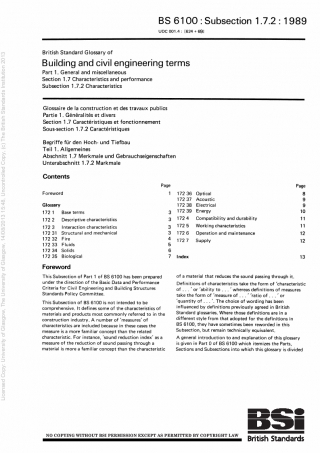 BS 6100 : Subsection 1.7.2 : 1989
UDC 001.4 : [624 + 69]
British Standard Glossary of
Building and civil engineering terms
Part 1. General and miscellaneous
Section 1.7 Characteristics and performance
Subsection 1.7.2 Characteristics
Glossaire de la construction et des travaux publics
Partie 1. Généralités et divers
Section 1.7 Caractéristiques et fonctionnement
Sous-section 1.7.2 Caractéristiques
Begriffe für den Hoch- und Tiefbau
Teil 1. Allgemeines
Abschnitt 1.7 Merkmale und Gebrauchseigenschaften
Unterabschnitt 1.7.2 Merkmale
Contents
Page
Foreword 1
Glossary
172 1 Base terms 3
172 2 Descriptive characteristics 3
172 3 Interaction characteristics 3
172 31 Structural and mechanical 3
172 32 Fire 4
172 33 Fluids 5
172 34 Solids 6
172 35 Biological 7
Page
172 36 Optical 8
172 37 Acoustic 9
172 38 Electrical 9
172 39 Energy 10
172 4 Compatibility and durability 11
172 5 Working characteristics 11
172 6 Operation and maintenance 12
172 7 Supply 12
Index 13
Foreword
This Subsection of Part 1 of BS 6100 has been prepared
under the direction of the Basic Data and Performance
Criteria for Civil Engineering and Building Structures
Standards Policy Committee.
This Subsection of BS 6100 is not intended to be
comprehensive. It defines some of the characteristics of
materials and products most commonly referred to in the
construction industry. A number of 'measures' of
characteristics are included because in these cases the
measure is a more familiar concept than the related
characteristic. For instance, 'sound reduction index' as a
measure of the reduction of sound passing through a
material is more a familiar concept than the characteristic
of a material that reduces the sound passing through it.
Definitions of characteristics take the form of 'characteristic
of . . .' or 'ability to . . .' whereas definitions of measures
take the form of 'measure of . . .', 'ratio of . . .' or
'quantity of . . .'. The choice of wording has been
influenced by definitions previously agreed in British
Standard glossaries. Where those definitions are in a
different style from that adopted for the definitions in
BS 6100, they have sometimes been reworded in this
Subsection, but remain technically equivalent.
A general introduction to and explanation of this glossary
is given in Part 0 of BS 6100 which itemizes the Parts,
Sections and Subsections into which this glossary is divided
NO COPYING WITHOUT BSI PERMISSION EXCEPT AS PERMITTED BY COPYRIGHT LAW
BSi
British Standards